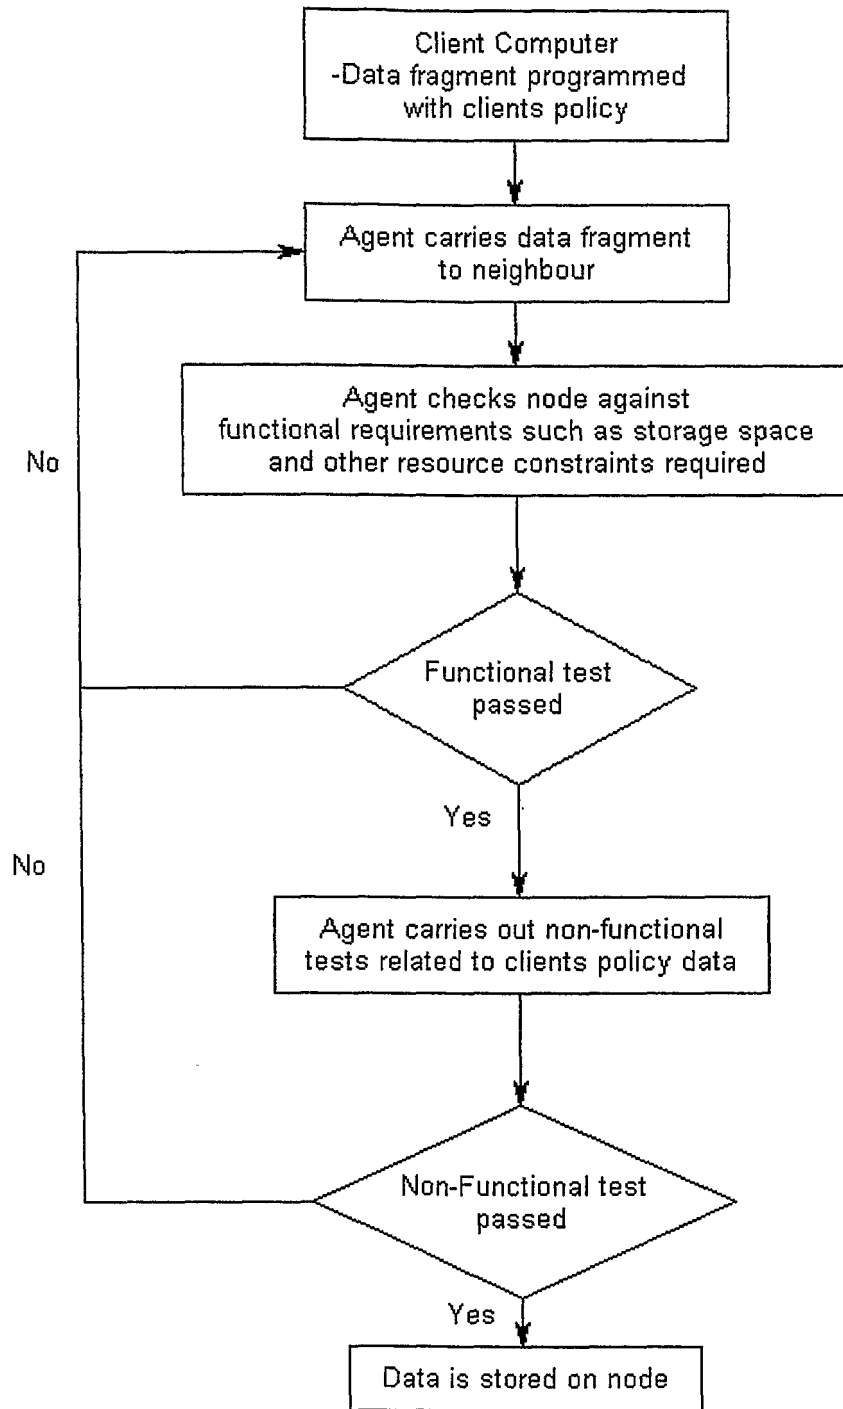 Client Computer
-Data fragment programmed
with clients policy
Agent carries data fragment
to neighbour
Agent checks node against
functional requirements such as storage space
and other resource constraints required
No
Functional test
passed
Yes
No
Agent carries out non-functional
tests related to clients policy data
Non-Functional test
passed
Yes
Data is stored on node